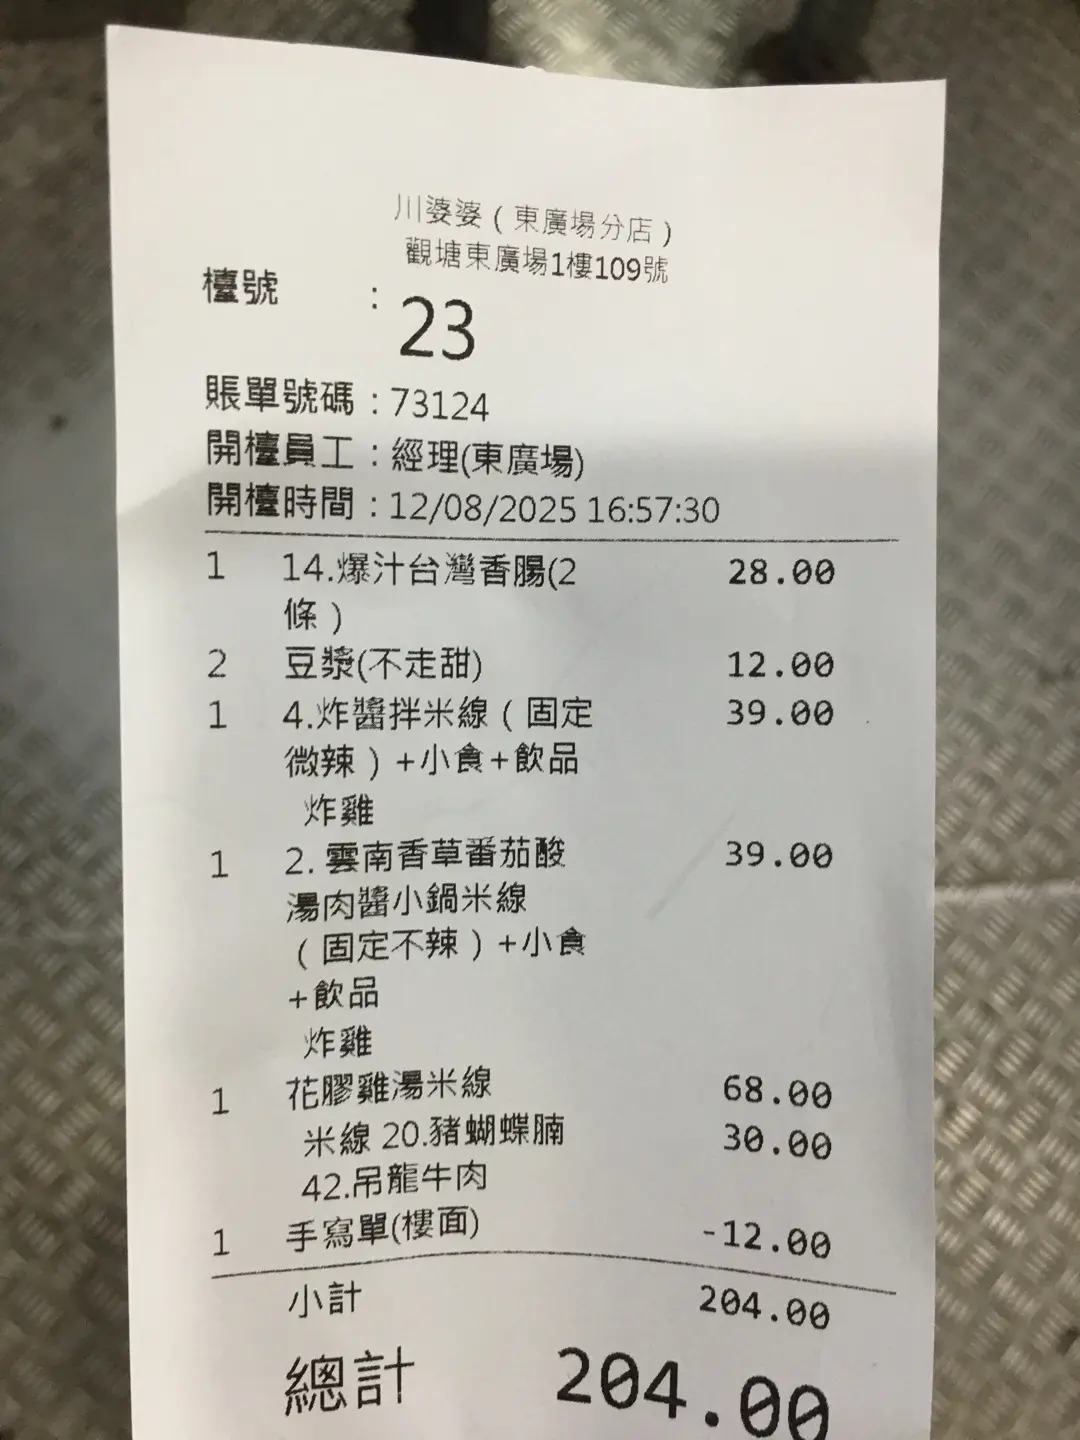 川婆婆（東廣場分店）
觀塘東廣場1樓109號
檯號 : 23
賬單號碼 : 73124
開檯員工 : 經理(東廣場)
開檯時間 : 12/08/2025 16:57:30
1 14.爆汁台灣香腸(2 28.00
條）
2 豆漿(不走甜) 12.00
1 4.炸醬拌米線（固定 39.00
微辣）+小食+飲品
炸雞
1 2. 雲南香草番茄酸 39.00
湯肉醬小鍋米線
（固定不辣）+小食
+飲品
炸雞
1 花膠雞湯米線 68.00
米線 20.豬蝴蝶腩 30.00
42.吊龍牛肉
1 手寫單(樓面) -12.00
小計 204.00
總計 204.00